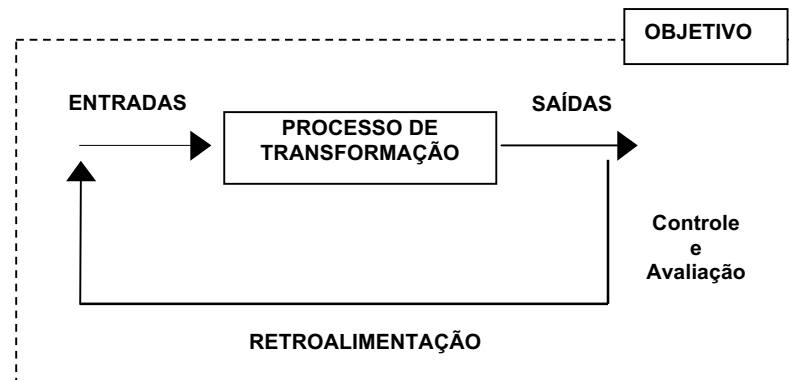 OBJETIVO
ENTRADAS
SAÍDAS
PROCESSO DE
TRANSFORMAÇÃO
Controle
e
Avaliação
RETROALIMENTAÇÃO